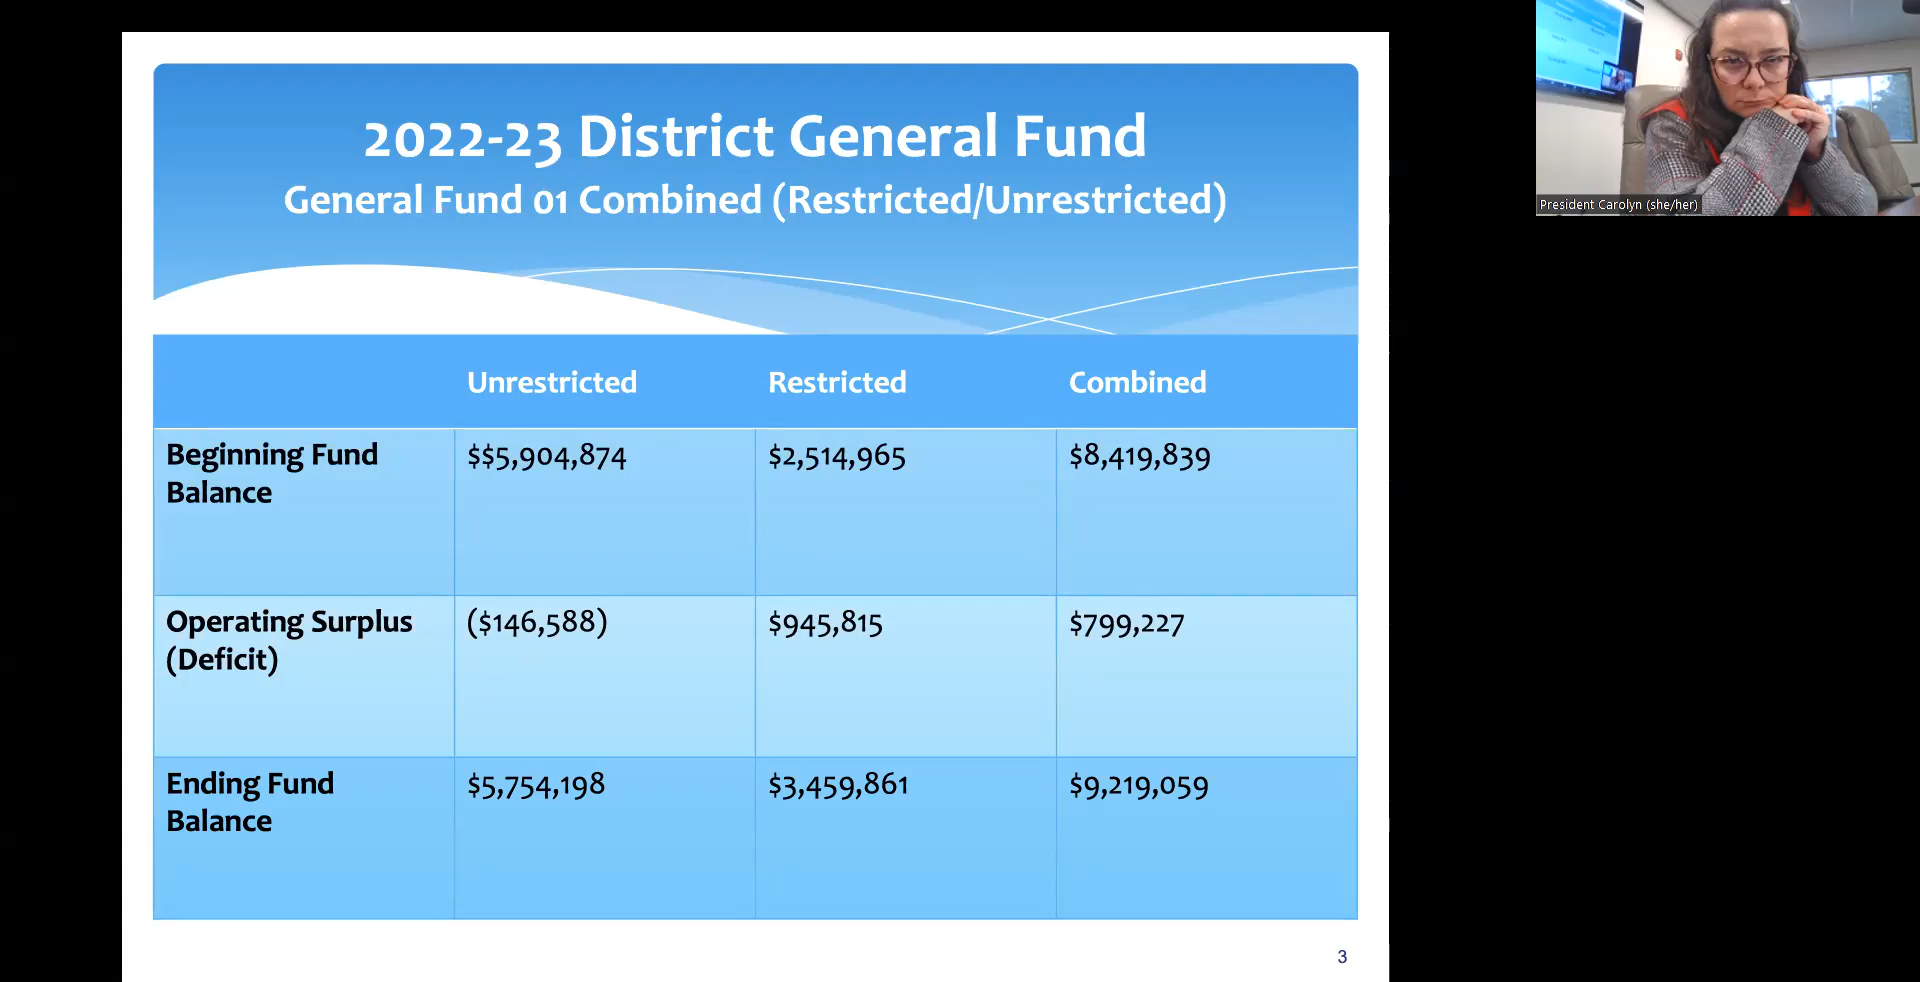 2022-23 District General Fund
General Fund 01 Combined (Restricted/Unrestricted)
Unrestricted Restricted Combined
Beginning Fund
Balance
$$5,904,874 $2,514,965 $8,419,839
Operating Surplus
(Deficit)
($146,588) $945,815 $799,227
Ending Fund
Balance
$5,754,198 $3,459,861 $9,219,059
3
President Carolyn (she/her)